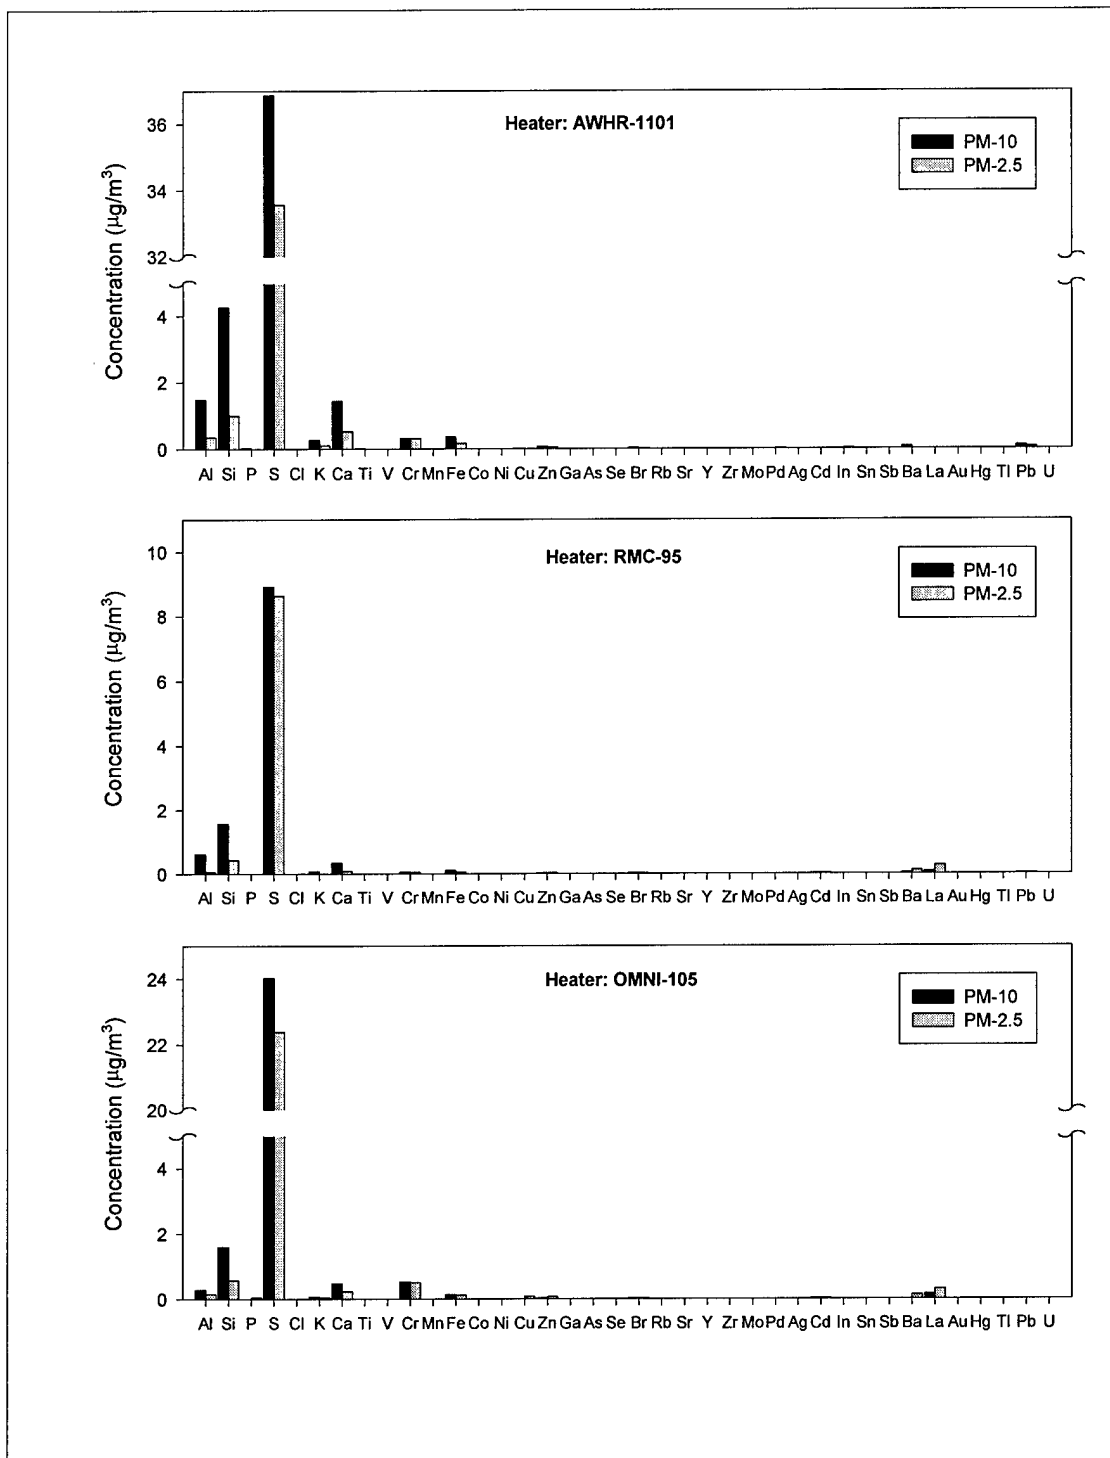 Heater: AWHR-1101
PM-10
PM-2.5
Concentration (µg/m³)
36
34
32
4
2
0
Al Si P S Cl K Ca Ti V Cr Mn Fe Co Ni Cu Zn Ga As Se Br Rb Sr Y Zr Mo Pd Ag Cd In Sn Sb Ba La Au Hg Tl Pb U
Heater: RMC-95
PM-10
PM-2.5
Concentration (µg/m³)
10
8
6
4
2
0
Al Si P S Cl K Ca Ti V Cr Mn Fe Co Ni Cu Zn Ga As Se Br Rb Sr Y Zr Mo Pd Ag Cd In Sn Sb Ba La Au Hg Tl Pb U
Heater: OMNI-105
PM-10
PM-2.5
Concentration (µg/m³)
24
22
20
4
2
0
Al Si P S Cl K Ca Ti V Cr Mn Fe Co Ni Cu Zn Ga As Se Br Rb Sr Y Zr Mo Pd Ag Cd In Sn Sb Ba La Au Hg Tl Pb U